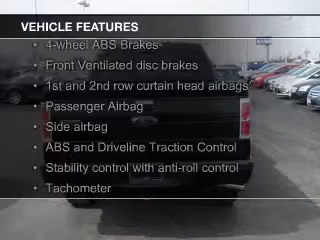 VEHICLE FEATURES
• 4-wheel ABS Brakes
• Front Ventilated disc brakes
• 1st and 2nd row curtain head airbags
• Passenger Airbag
• Side airbag
• ABS and Driveline Traction Control
• Stability control with anti-roll control
• Tachometer